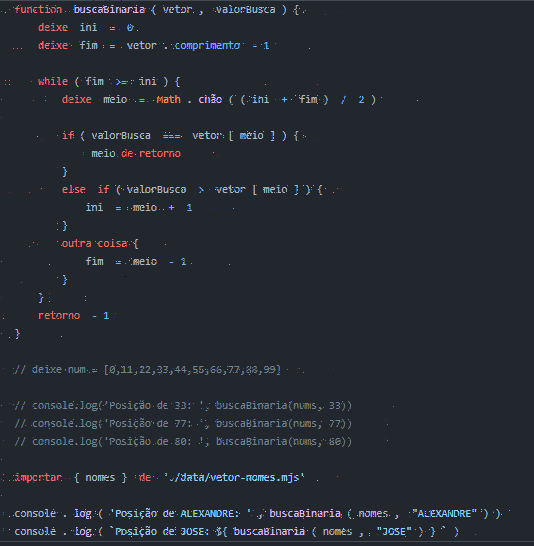 function buscaBinaria ( vetor , valorBusca ) {
deixe ini = 0
deixe fim = vetor . comprimento - 1
while ( fim >= ini ) {
deixe meio = Math . chão ( ( ini + fim ) / 2 )
if ( valorBusca === vetor [ meio ] ) {
meio de retorno
}
else if ( valorBusca > vetor [ meio ] ) {
ini = meio + 1
}
outra coisa {
fim = meio - 1
}
}
retorno - 1
}
// deixe num = [0,11,22,33,44,55,66,77,88,99]
// console.log('Posição de 33: ', buscaBinaria(nums, 33))
// console.log('Posição de 77: ', buscaBinaria(nums, 77))
// console.log('Posição de 80: ', buscaBinaria(nums, 80))
importar { nomes } de './data/vetor-nomes.mjs'
console . log ( 'Posição de ALEXANDRE: ' , buscaBinaria ( nomes , "ALEXANDRE" ) )
console . log ( `Posição de JOSE: ${ buscaBinaria ( nomes , "JOSE" ) } ` )